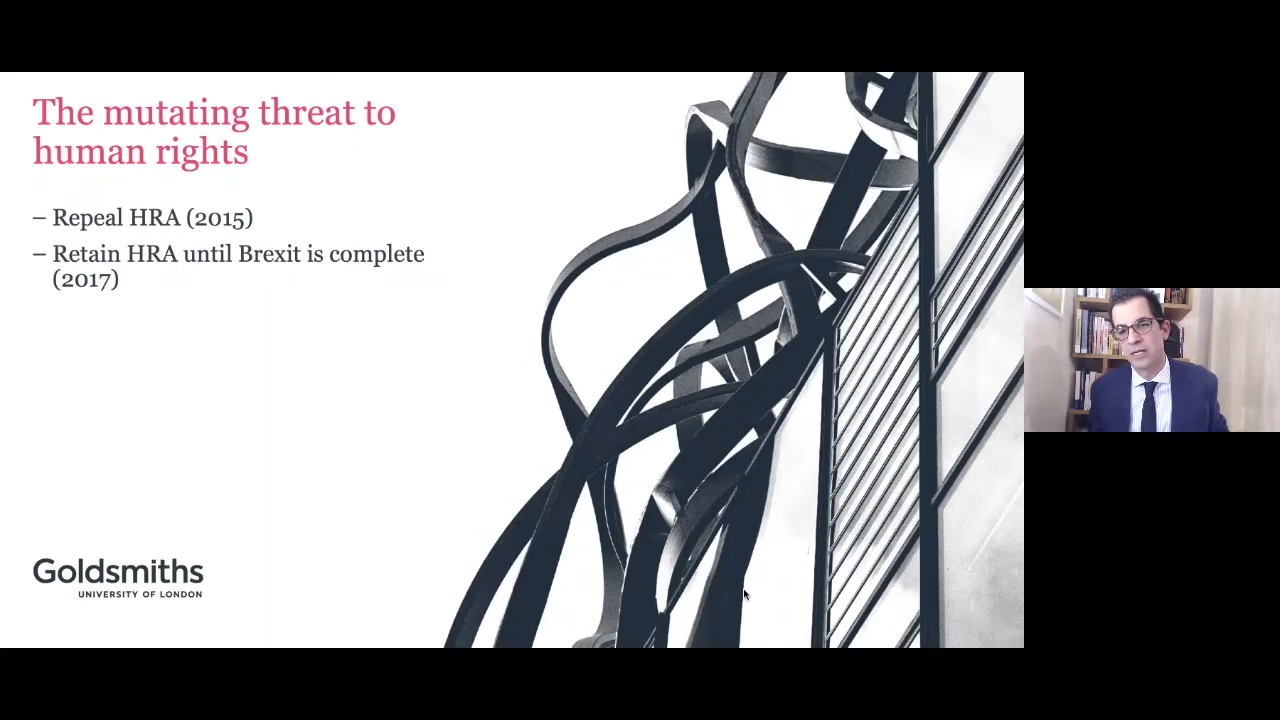 The mutating threat to
human rights
– Repeal HRA (2015)
– Retain HRA until Brexit is complete
(2017)
Goldsmiths
UNIVERSITY OF LONDON